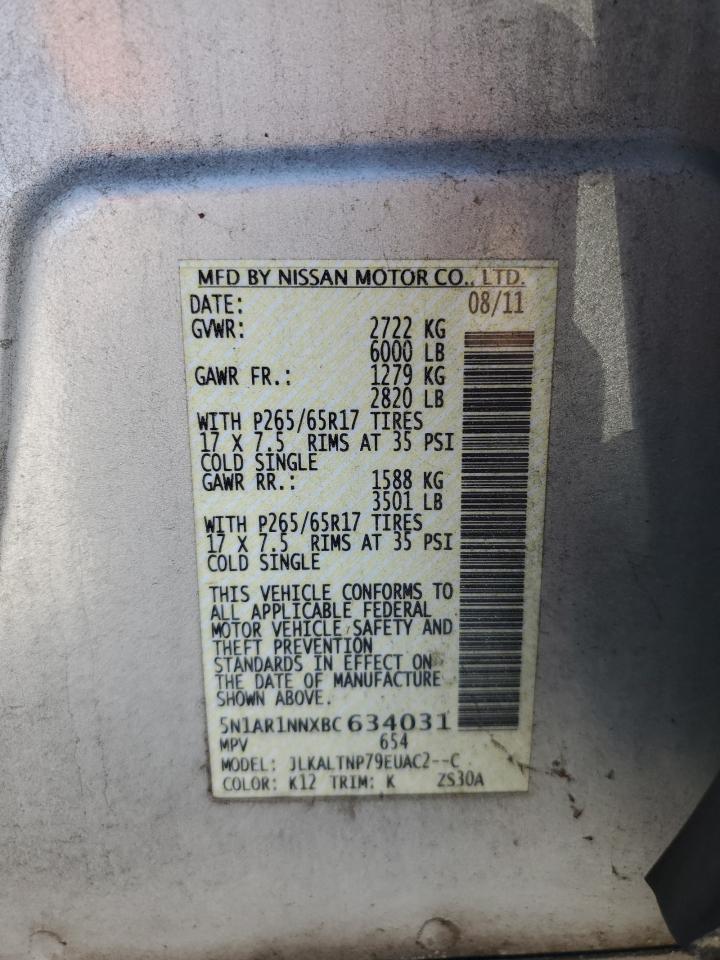 MFD BY NISSAN MOTOR CO., LTD.
DATE: 08/11
GVWR: 2722 KG
6000 LB
GAWR FR.: 1279 KG
2820 LB
WITH P265/65R17 TIRES
17 X 7.5 RIMS AT 35 PSI
COLD SINGLE
GAWR RR.: 1588 KG
3501 LB
WITH P265/65R17 TIRES
17 X 7.5 RIMS AT 35 PSI
COLD SINGLE
THIS VEHICLE CONFORMS TO
ALL APPLICABLE FEDERAL
MOTOR VEHICLE SAFETY AND
THEFT PREVENTION
STANDARDS IN EFFECT ON
THE DATE OF MANUFACTURE
SHOWN ABOVE.
5N1AR1NNXBC 634031
MPV 654
MODEL: JLKALTNP79EUAC2--C
COLOR: K12 TRIM: K ZS30A